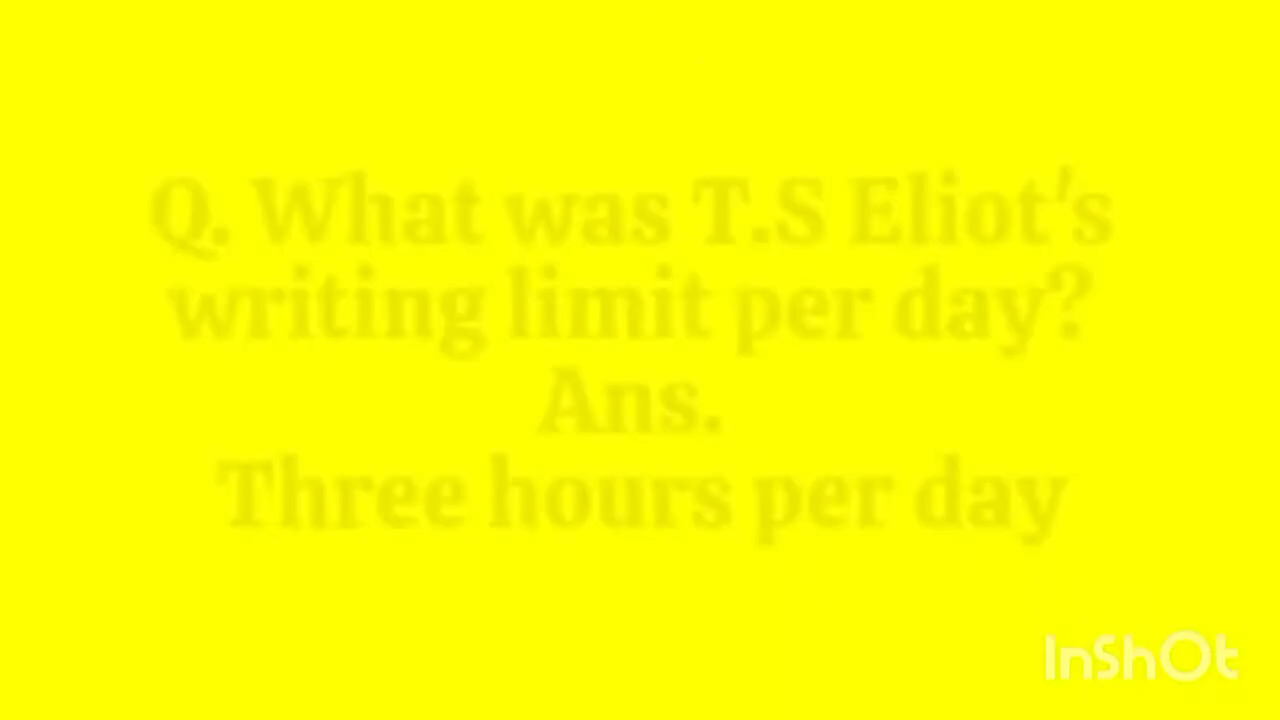 Q. What was T.S Eliot's
writing limit per day?
Ans.
Three hours per day
InShOt